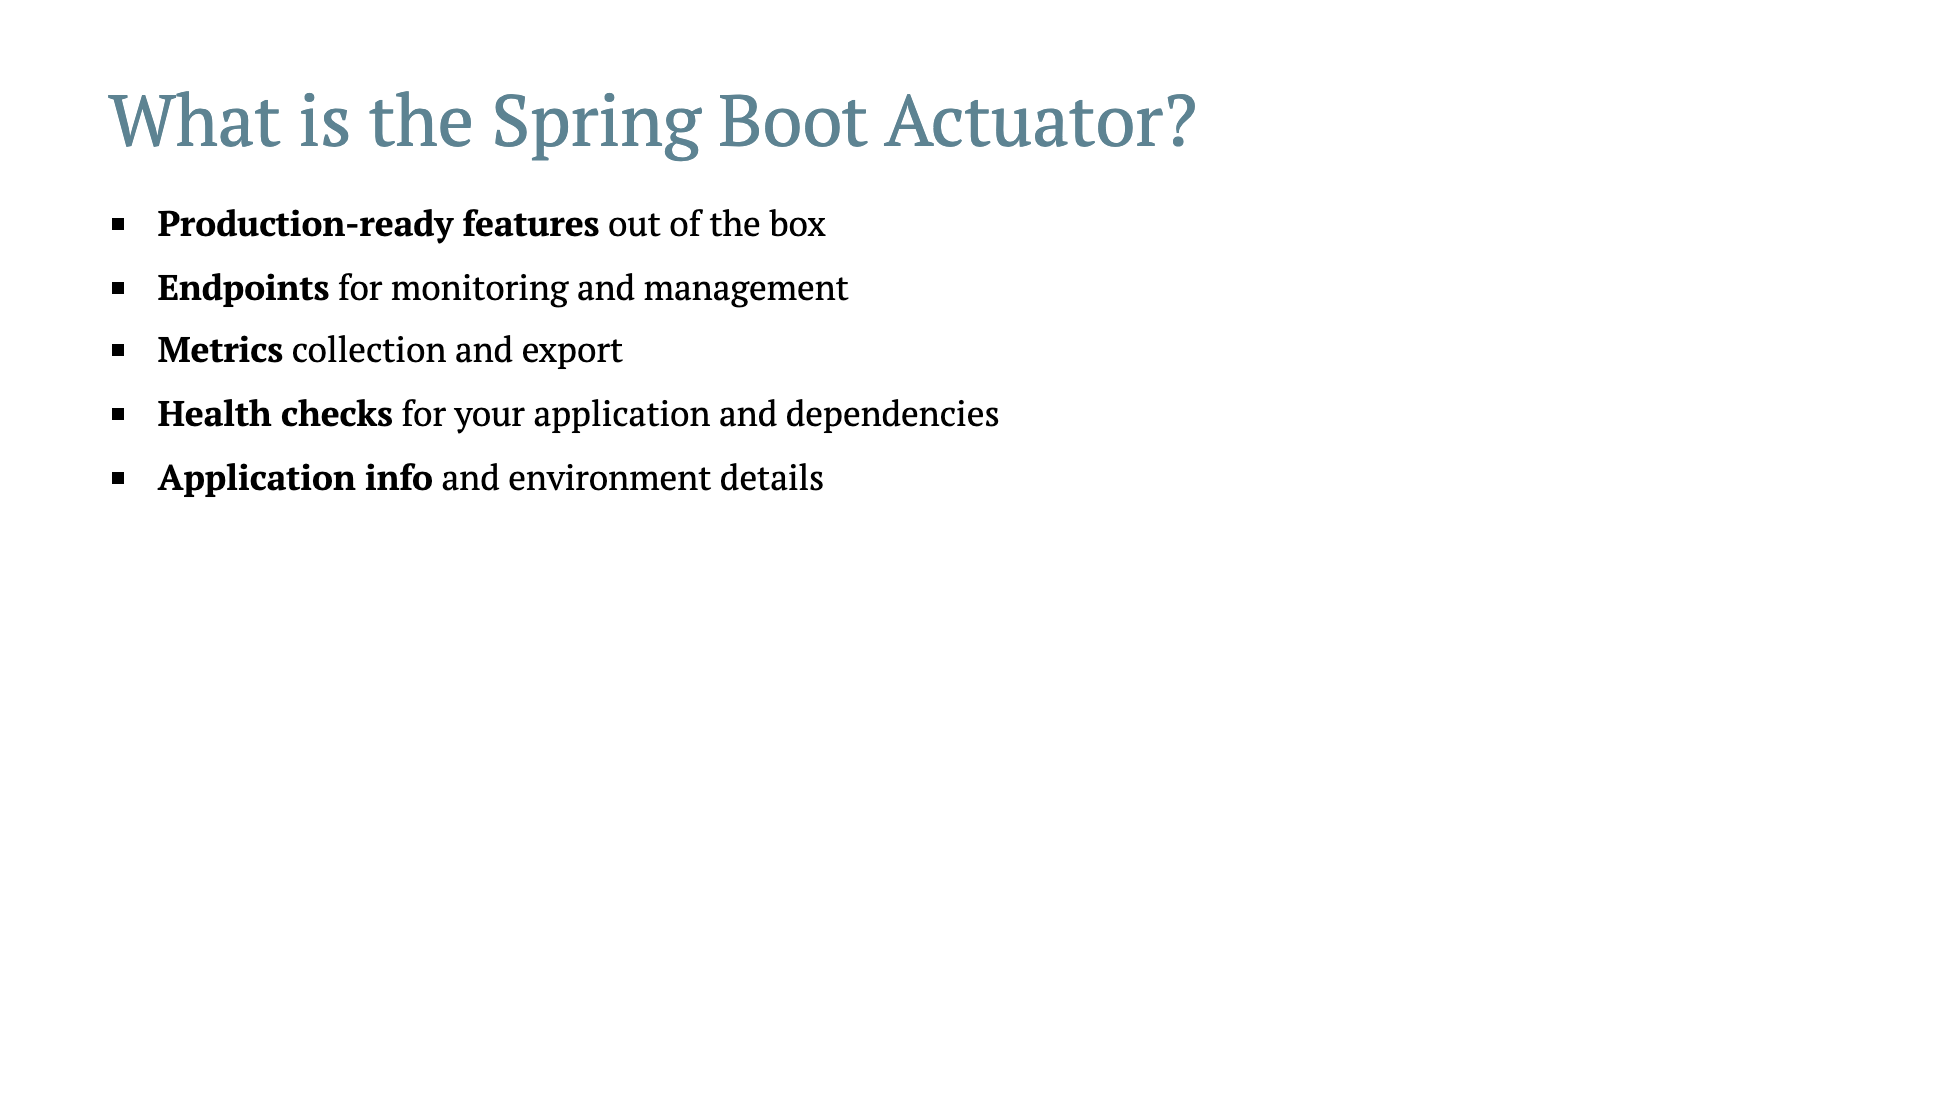 What is the Spring Boot Actuator?
▪ Production-ready features out of the box
▪ Endpoints for monitoring and management
▪ Metrics collection and export
▪ Health checks for your application and dependencies
▪ Application info and environment details